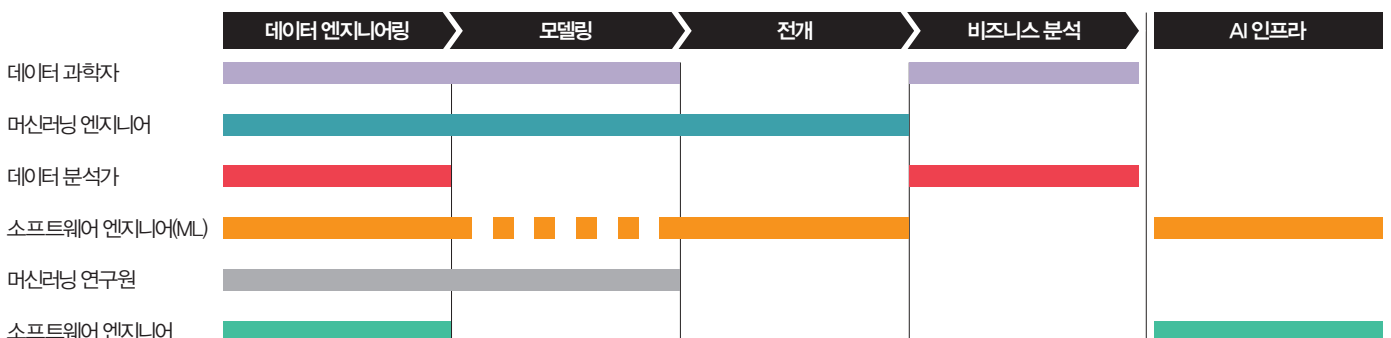 데이터 엔지니어링 모델링 전개 비즈니스 분석 AI 인프라
데이터 과학자
머신러닝 엔지니어
데이터 분석가
소프트웨어 엔지니어(ML)
머신러닝 연구원
소프트웨어 엔지니어